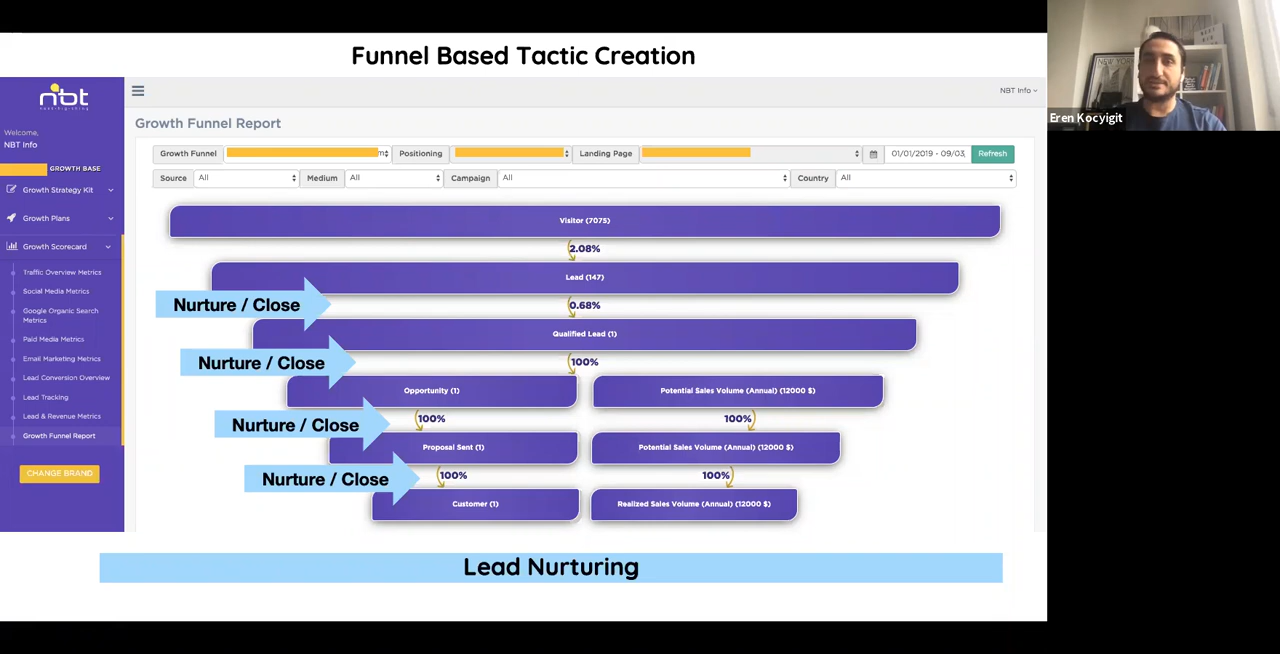 Funnel Based Tactic Creation
Eren Kocyigit
nbt
Welcome,
NBT Info
GROWTH BASE
Growth Strategy Kit
Growth Plans
Growth Scorecard
Traffic Overview Metrics
Social Media Metrics
Google Organic Search
Metrics
Paid Media Metrics
Email Marketing Metrics
Lead Conversion Overview
Lead Tracking
Lead & Revenue Metrics
Growth Funnel Report
CHANGE BRAND
NBT Info
Growth Funnel Report
Growth Funnel Positioning Landing Page 01/01/2019 - 09/03, Refresh
Source All Medium All Campaign All Country All
Visitor (7075)
2.08%
Lead (147)
Nurture / Close 0.68%
Qualified Lead (1)
Nurture / Close 100%
Opportunity (1) Potential Sales Volume (Annual) (12000 $)
Nurture / Close 100% 100%
Proposal Sent (1) Potential Sales Volume (Annual) (12000 $)
Nurture / Close 100% 100%
Customer (1) Realized Sales Volume (Annual) (12000 $)
Lead Nurturing